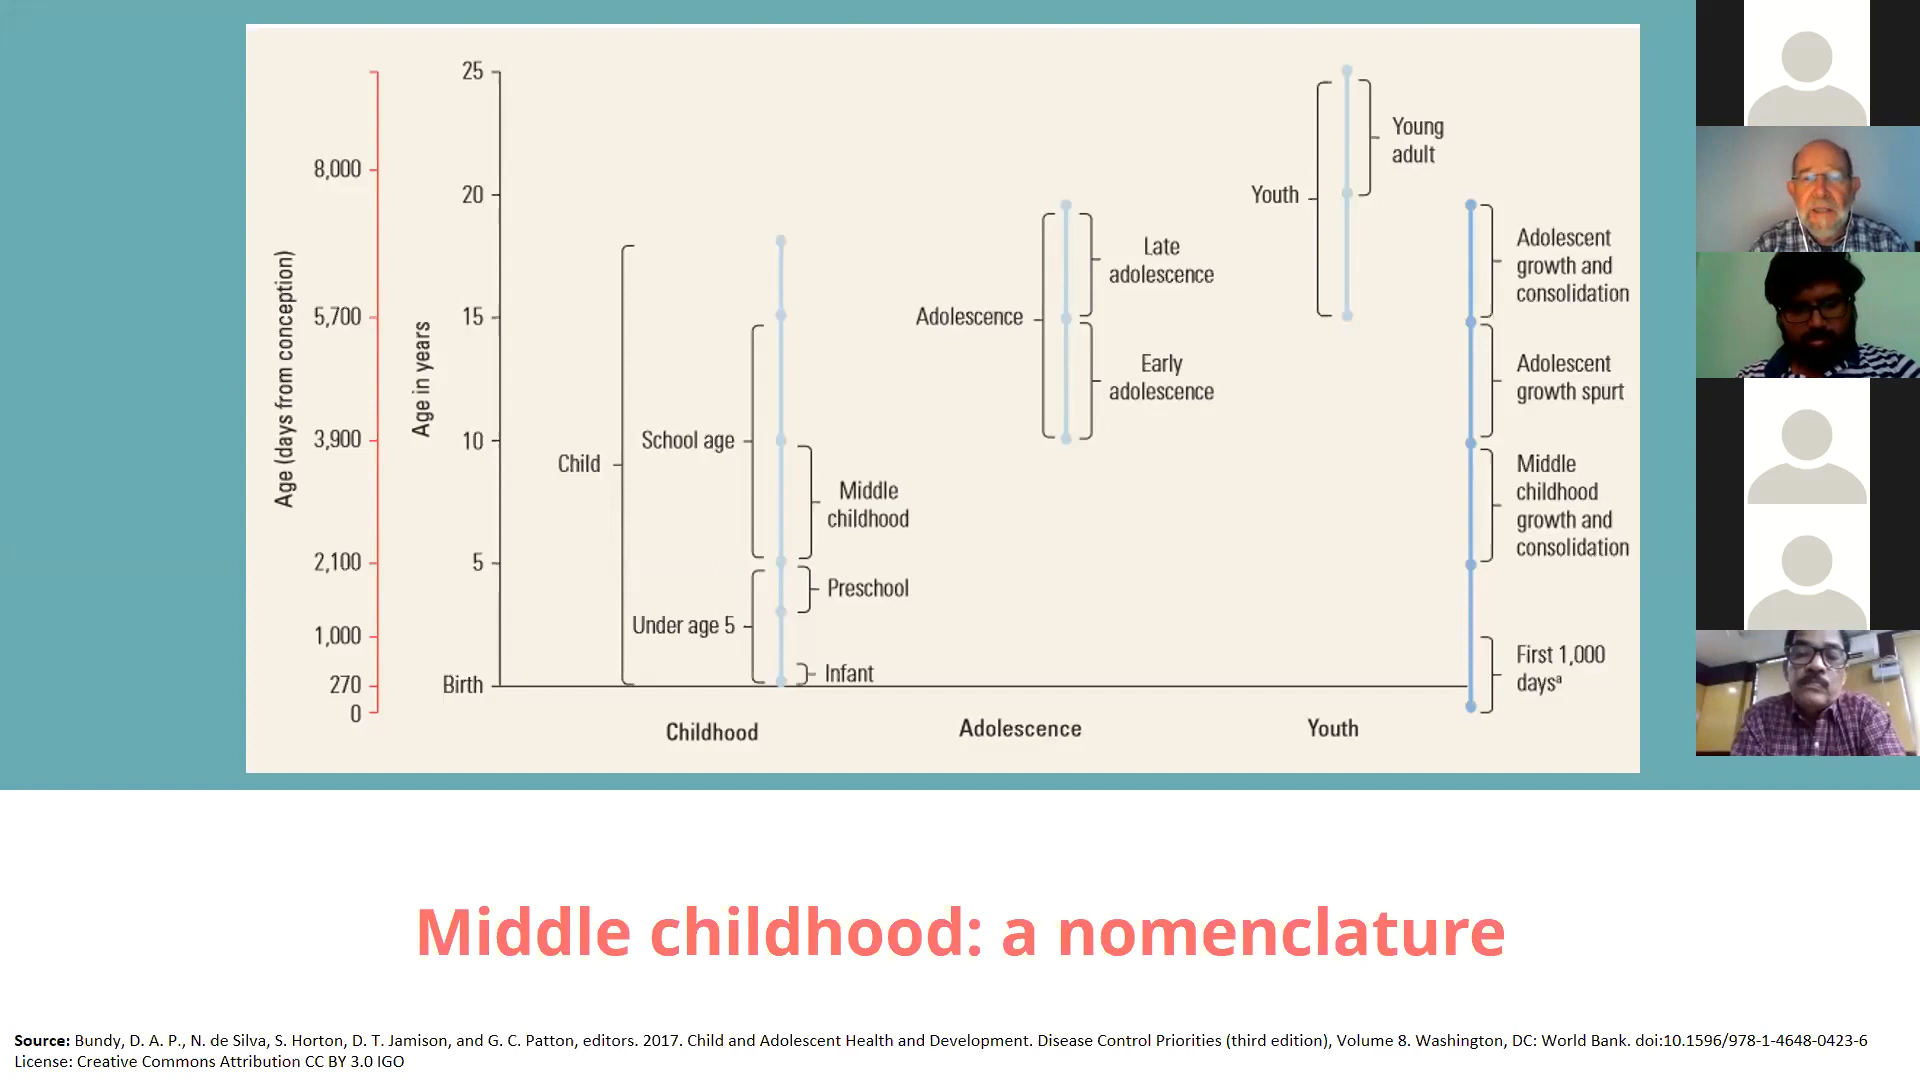 25
20
15
10
5
Birth
8,000
5,700
3,900
2,100
1,000
270
0
Age (days from conception)
Age in years
Child
School age
Under age 5
Middle
childhood
Preschool
Infant
Adolescence
Late
adolescence
Early
adolescence
Youth
Young
adult
Adolescent
growth and
consolidation
Adolescent
growth spurt
Middle
childhood
growth and
consolidation
First 1,000
daysᵃ
Childhood
Adolescence
Youth
Middle childhood: a nomenclature
Source: Bundy, D. A. P., N. de Silva, S. Horton, D. T. Jamison, and G. C. Patton, editors. 2017. Child and Adolescent Health and Development. Disease Control Priorities (third edition), Volume 8. Washington, DC: World Bank. doi:10.1596/978-1-4648-0423-6
License: Creative Commons Attribution CC BY 3.0 IGO